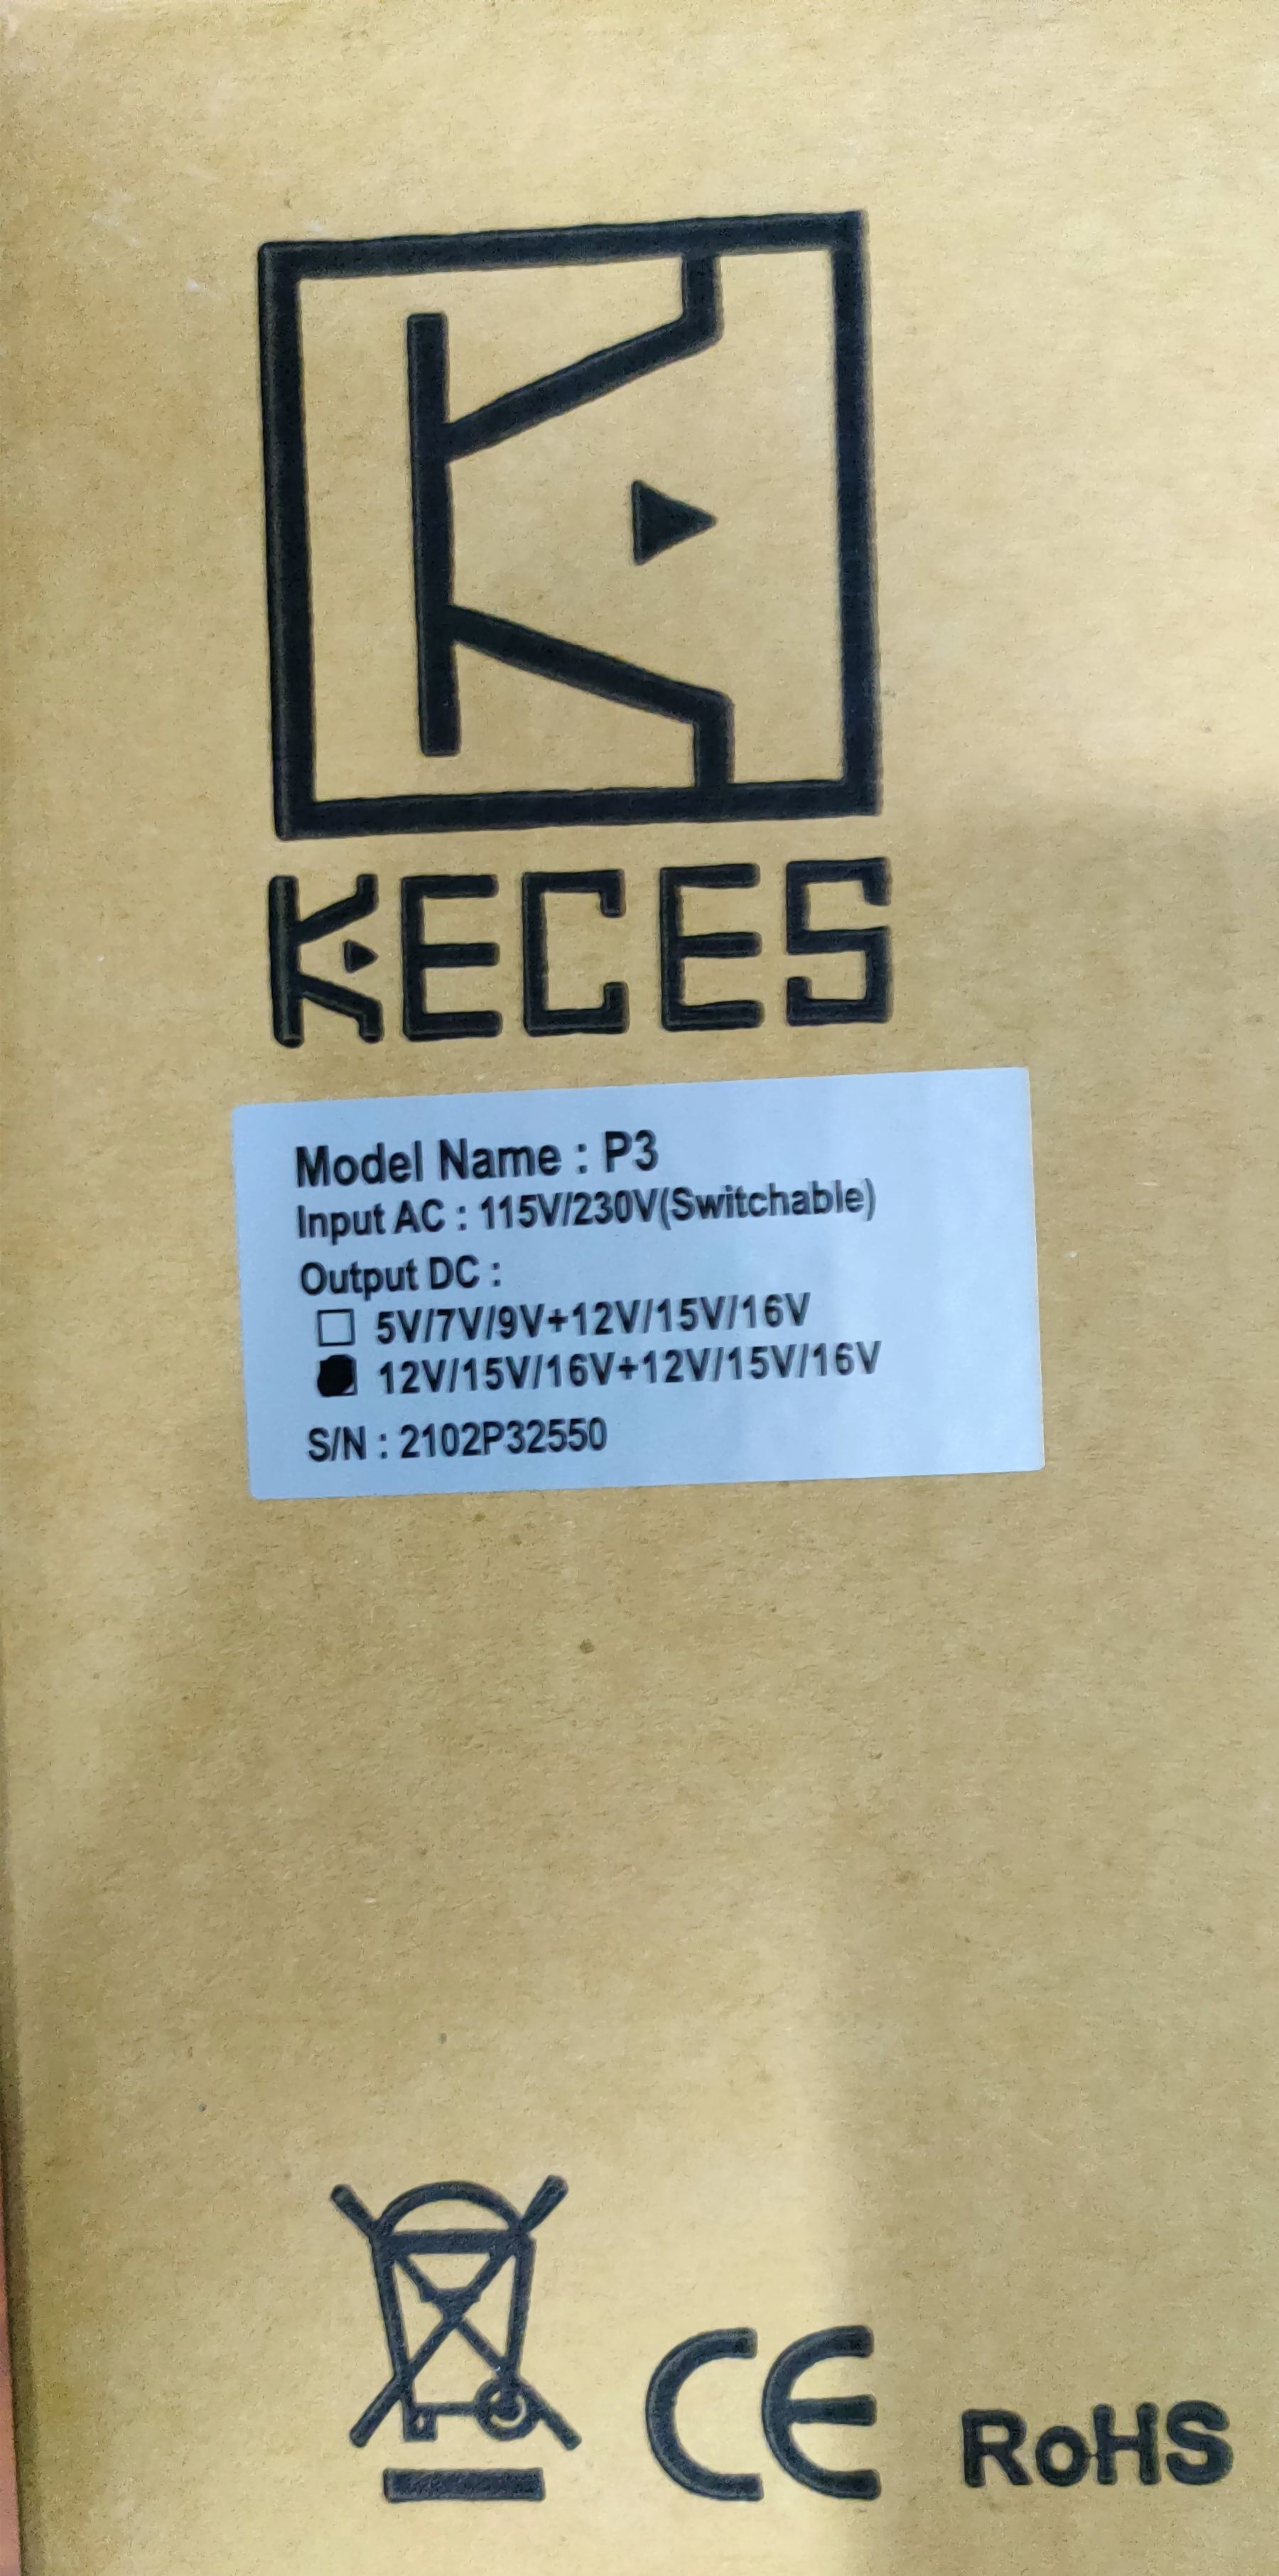 KECES
Model Name : P3
Input AC : 115V/230V(Switchable)
Output DC :
☐ 5V/7V/9V+12V/15V/16V
■ 12V/15V/16V+12V/15V/16V
S/N : 2102P32550
CE RoHS